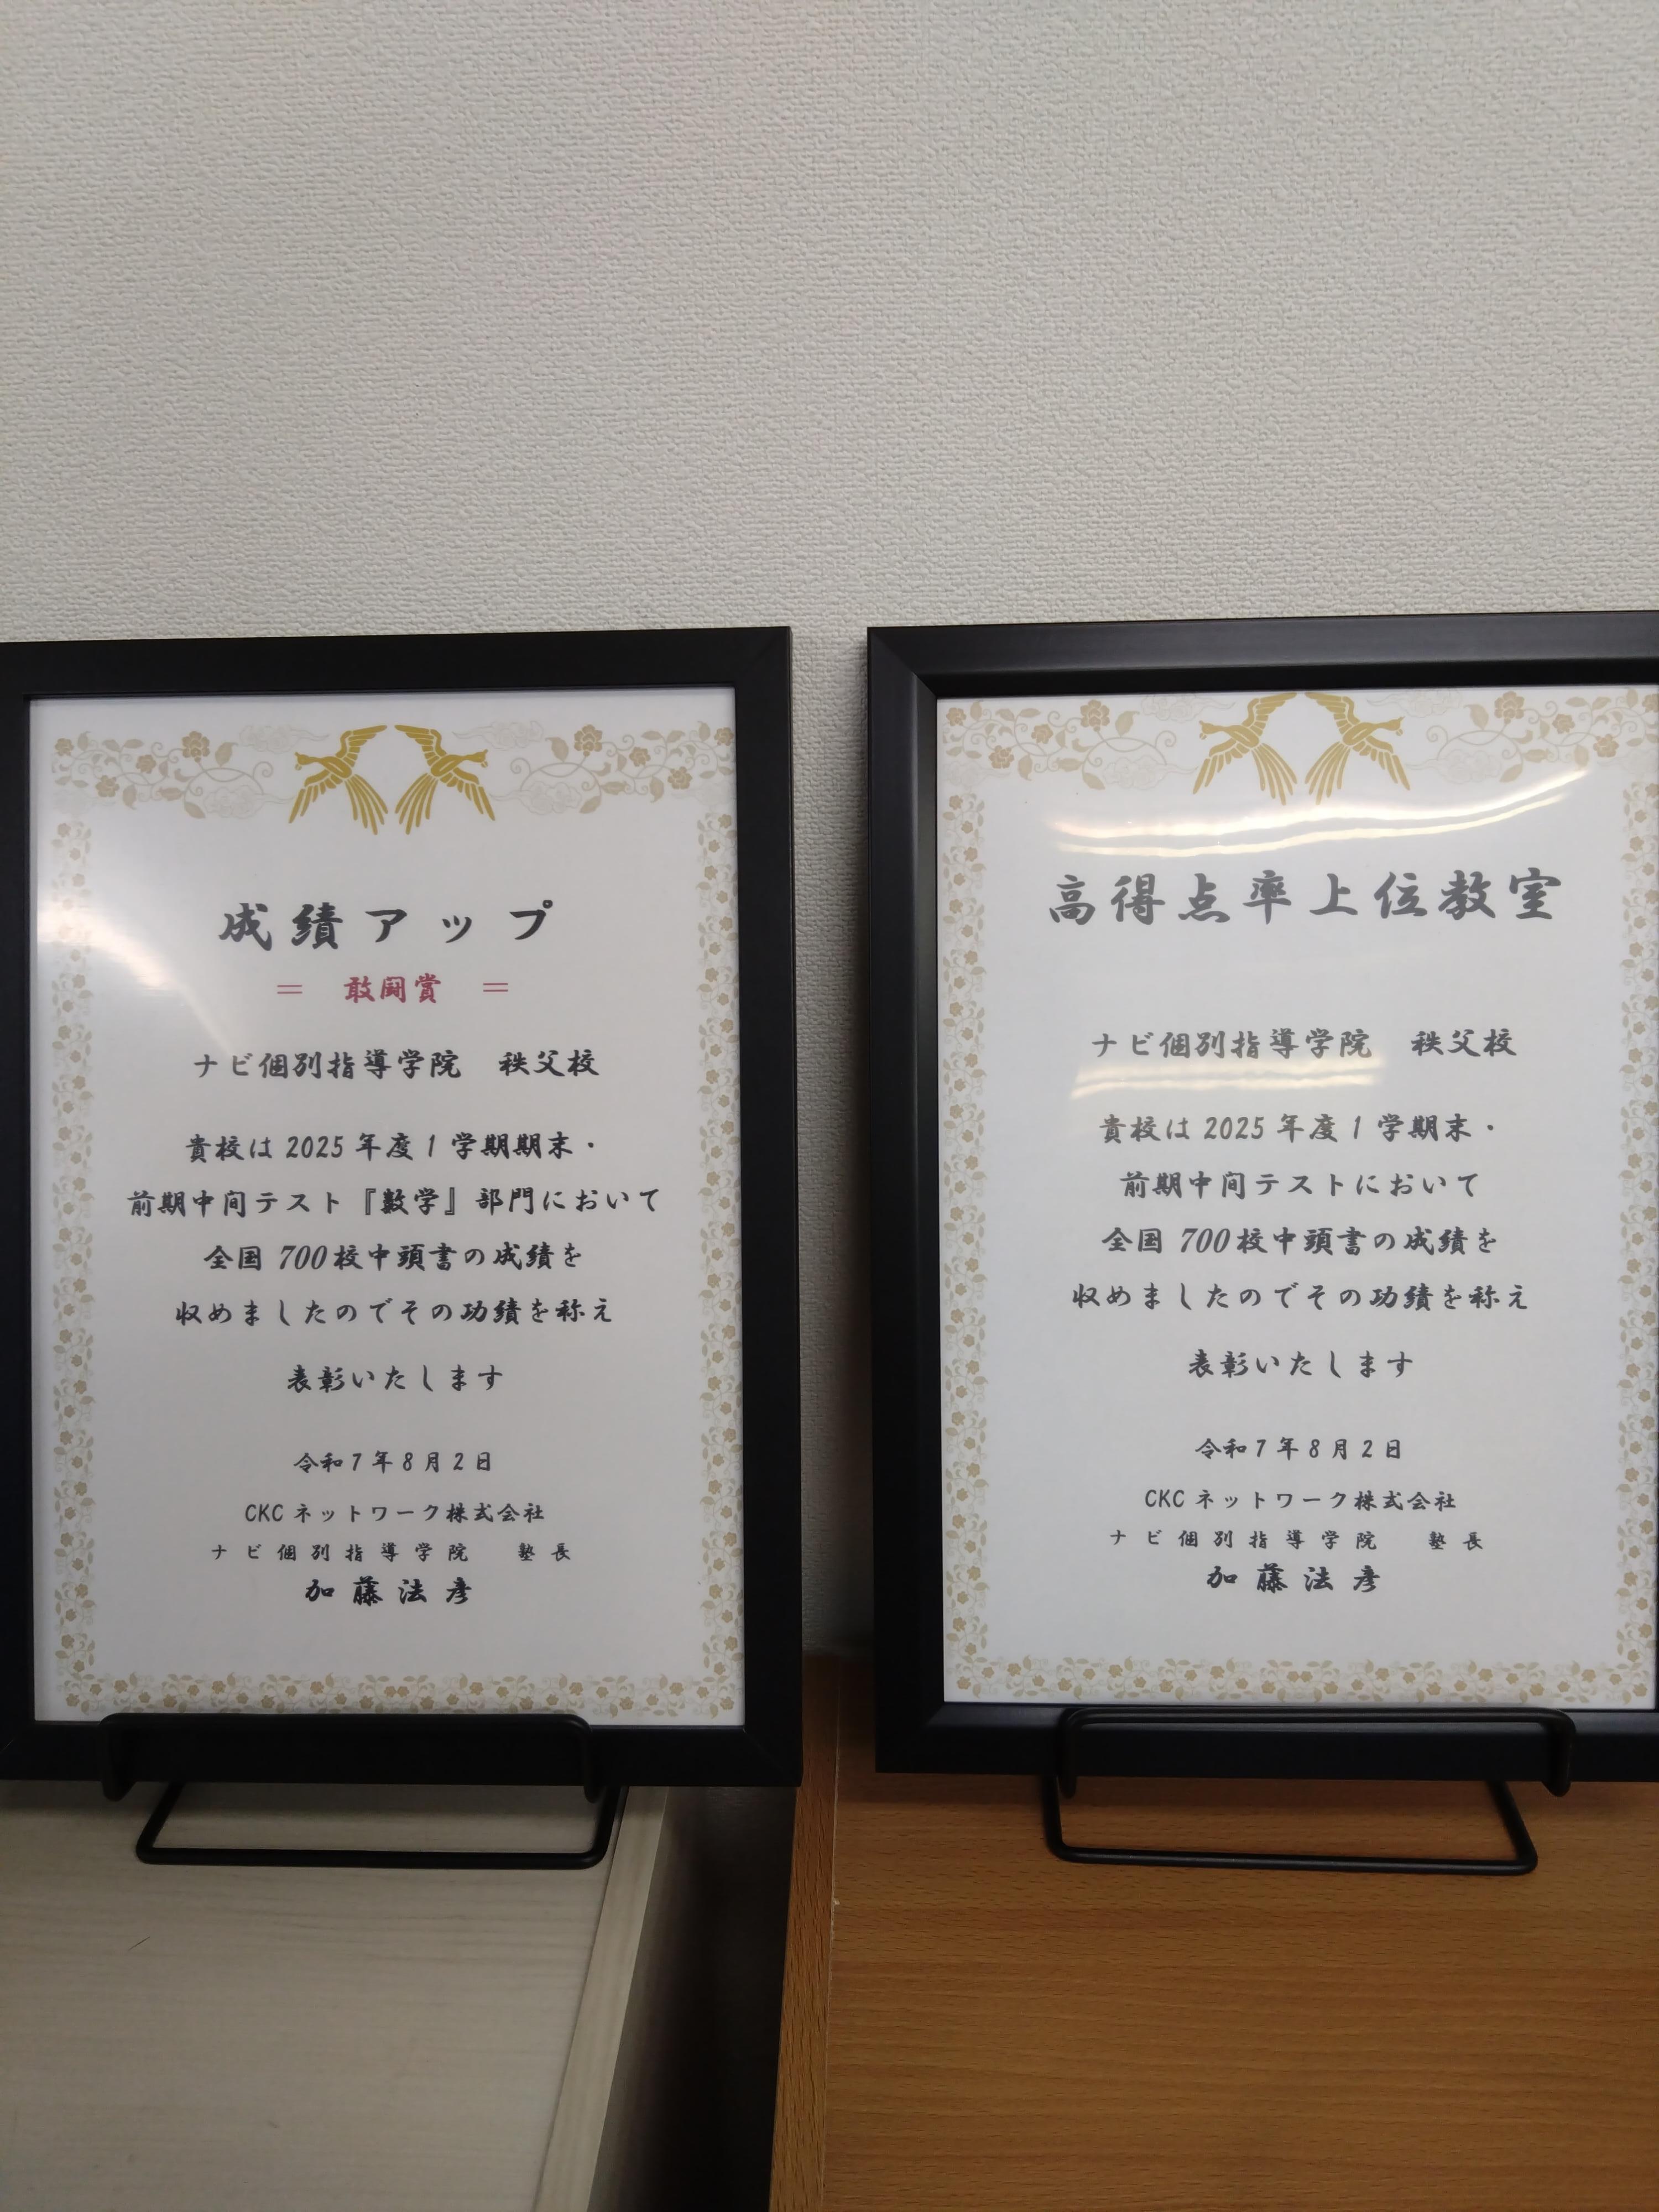 成績アップ
＝　敢闘賞　＝
ナビ個別指導学院　秩父校
貴校は2025年度1学期期末・
前期中間テスト『数学』部門において
全国700校中頭書の成績を
収めましたのでその功績を称え
表彰いたします
令和7年8月2日
CKCネットワーク株式会社
ナビ個別指導学院　塾長
加藤法彦
高得点率上位教室
ナビ個別指導学院　秩父校
貴校は2025年度1学期末・
前期中間テストにおいて
全国700校中頭書の成績を
収めましたのでその功績を称え
表彰いたします
令和7年8月2日
CKCネットワーク株式会社
ナビ個別指導学院　塾長
加藤法彦